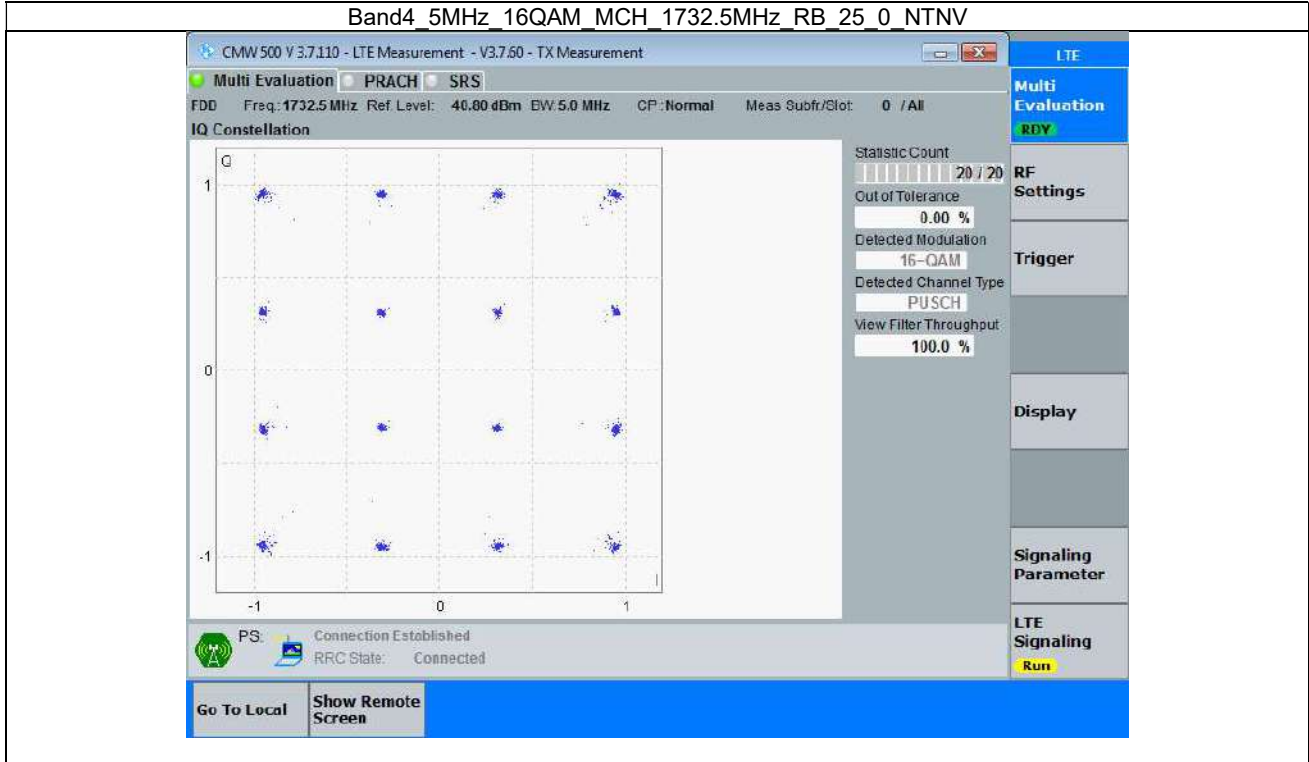 Band4_5MHz_16QAM_MCH_1732.5MHz_RB_25_0_NTNV
CMW 500 V 3.7.110 - LTE Measurement - V3.7.60 - TX Measurement
LTE
Multi Evaluation PRACH SRS
Multi
Evaluation
RDY
FDD Freq.: 1732.5 MHz Ref. Level: 40.80 dBm BW: 5.0 MHz CP: Normal Meas Subfr/Slot: 0 / All
IQ Constellation
Q
1
0
-1
-1 0 1
I
Statistic Count
20 / 20
Out of Tolerance
0.00 %
Detected Modulation
16-QAM
Detected Channel Type
PUSCH
View Filter Throughput
100.0 %
RF
Settings
Trigger
Display
Signaling
Parameter
LTE
Signaling
Run
PS: Connection Established
RRC State: Connected
Go To Local
Show Remote
Screen